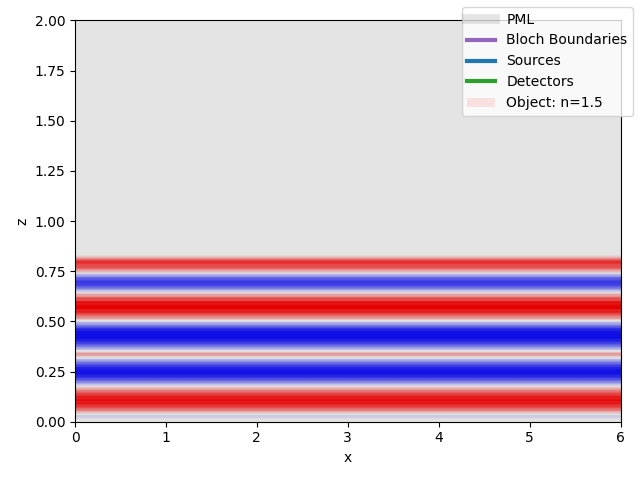 2.00
1.75
1.50
1.25
1.00
0.75
0.50
0.25
0.00
z
0 1 2 3 4 5 6
x
PML
Bloch Boundaries
Sources
Detectors
Object: n=1.5